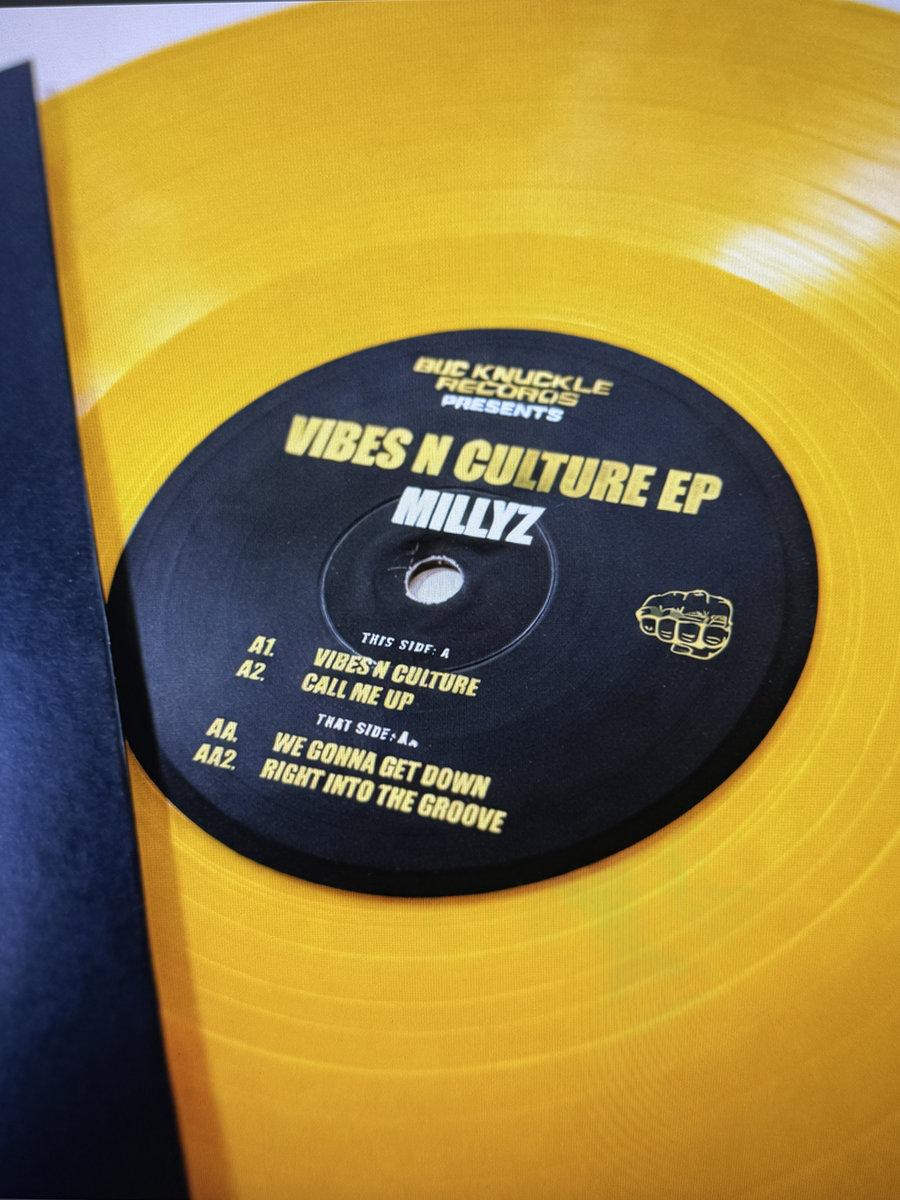 BUC KNUCKLE
RECORDS
PRESENTS
VIBES N CULTURE EP
MILLYZ
THIS SIDE: A
A1. VIBES N CULTURE
A2. CALL ME UP
THAT SIDE: AA
AA. WE GONNA GET DOWN
AA2. RIGHT INTO THE GROOVE